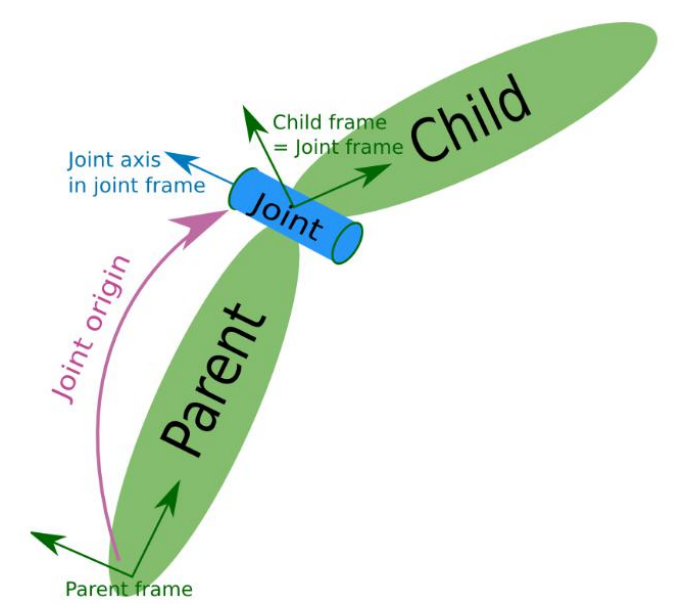 Child
Child frame
= Joint frame
Joint axis
in joint frame
Joint
Joint origin
Parent
Parent frame